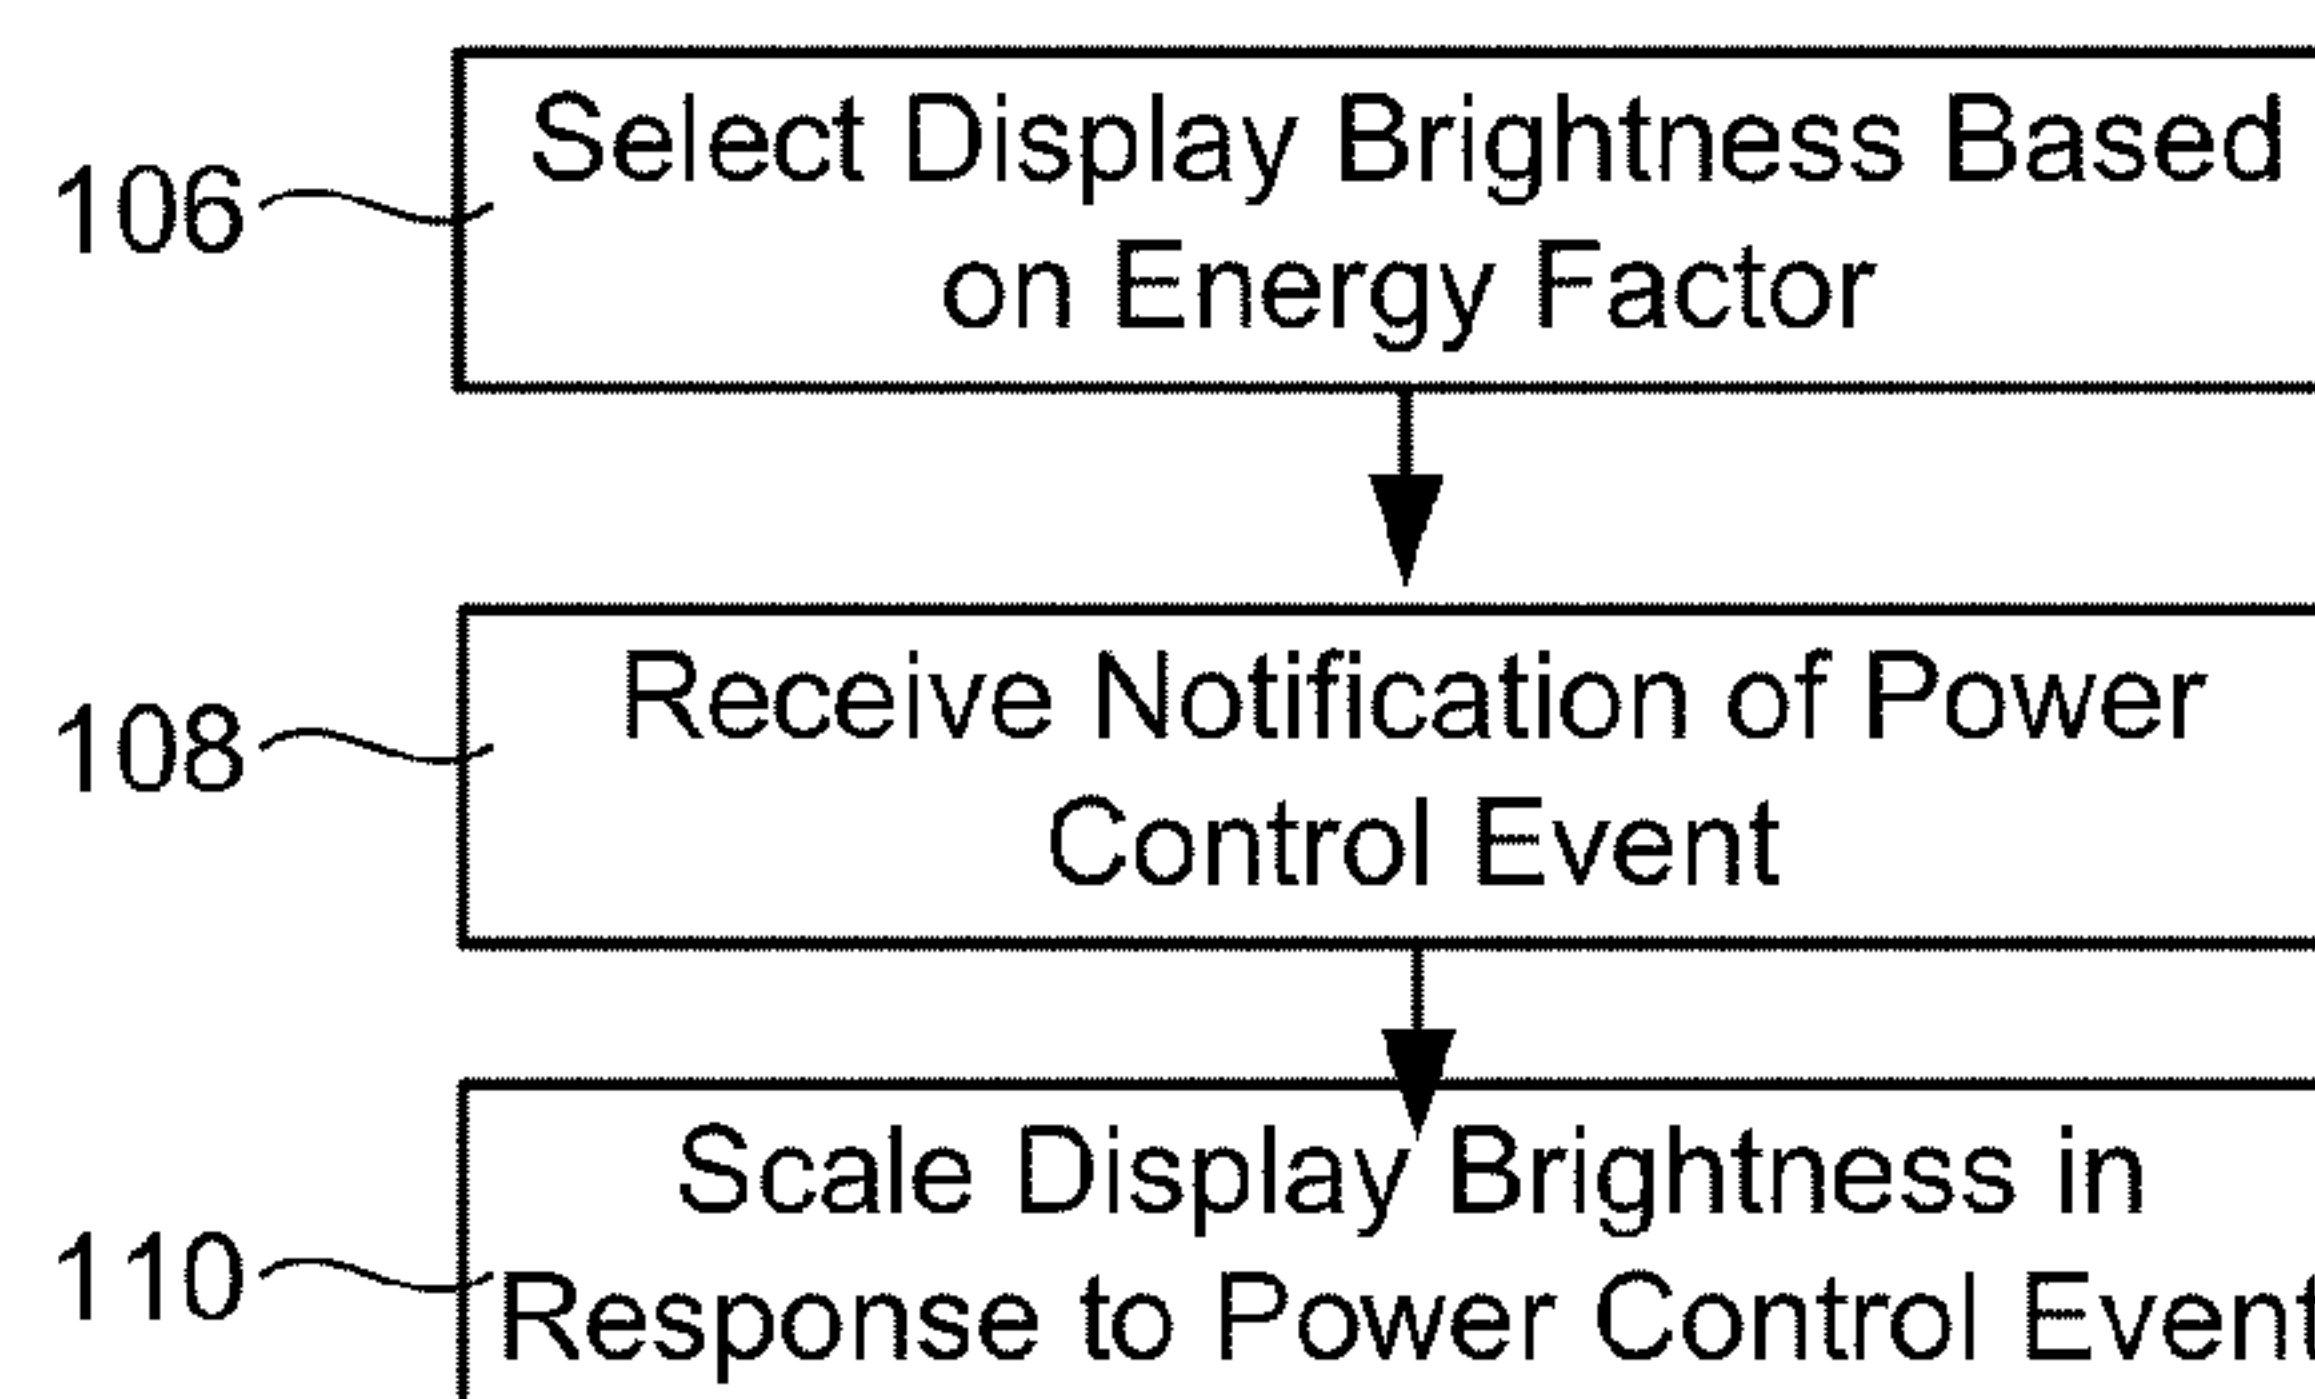 Select Display Brightness Based
106
on Energy Factor
Receive Notification of Power
108
Control Event
Scale Display Brightness in
110
Response to Power Control Event